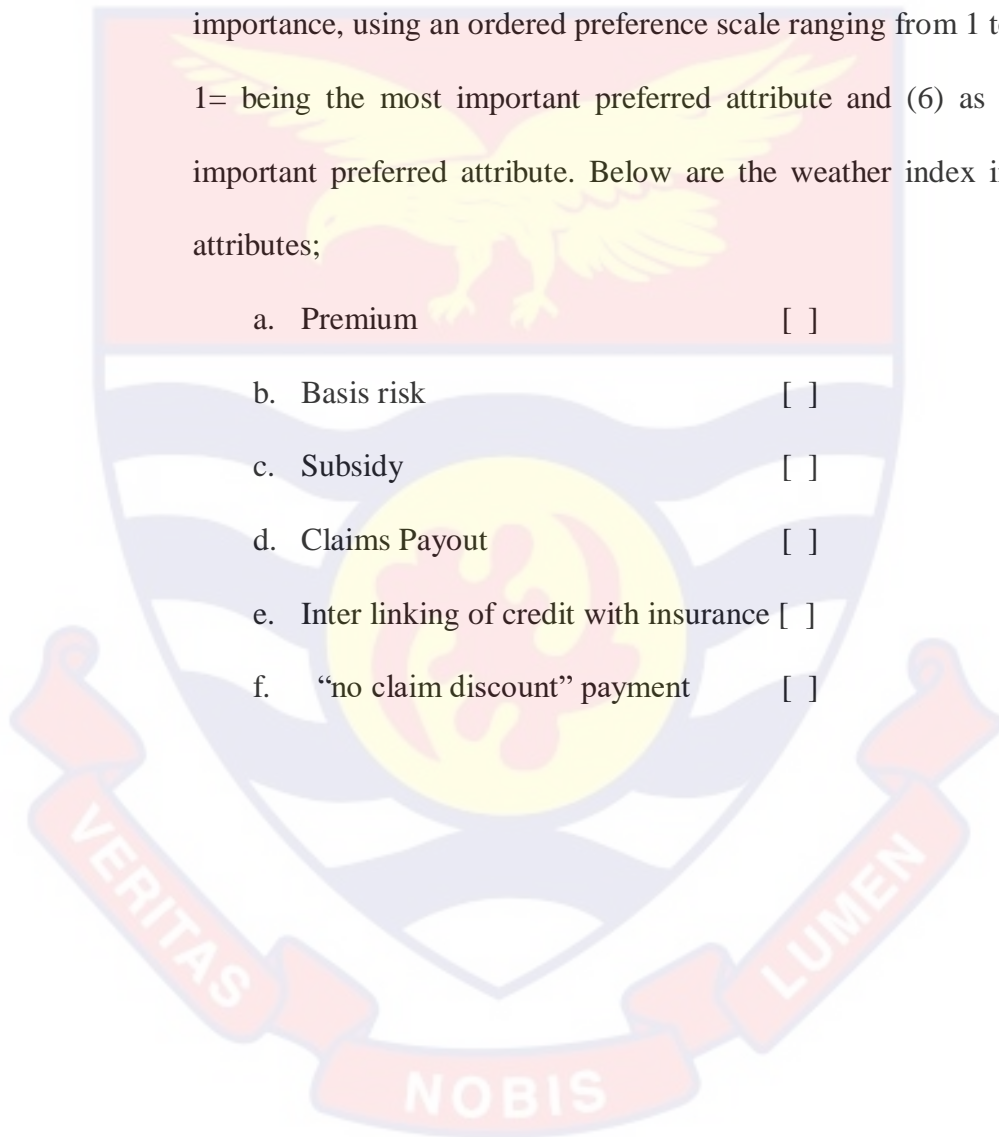 importance, using an ordered preference scale ranging from 1 t
1= being the most important preferred attribute and (6) as
important preferred attribute. Below are the weather index
attributes;
a. Premium [ ]
b. Basis risk [ ]
c. Subsidy [ ]
d. Claims Payout [ ]
e. Inter linking of credit with insurance [ ]
f. “no claim discount” payment [ ]
VERITAS
NOBIS
LUMEN